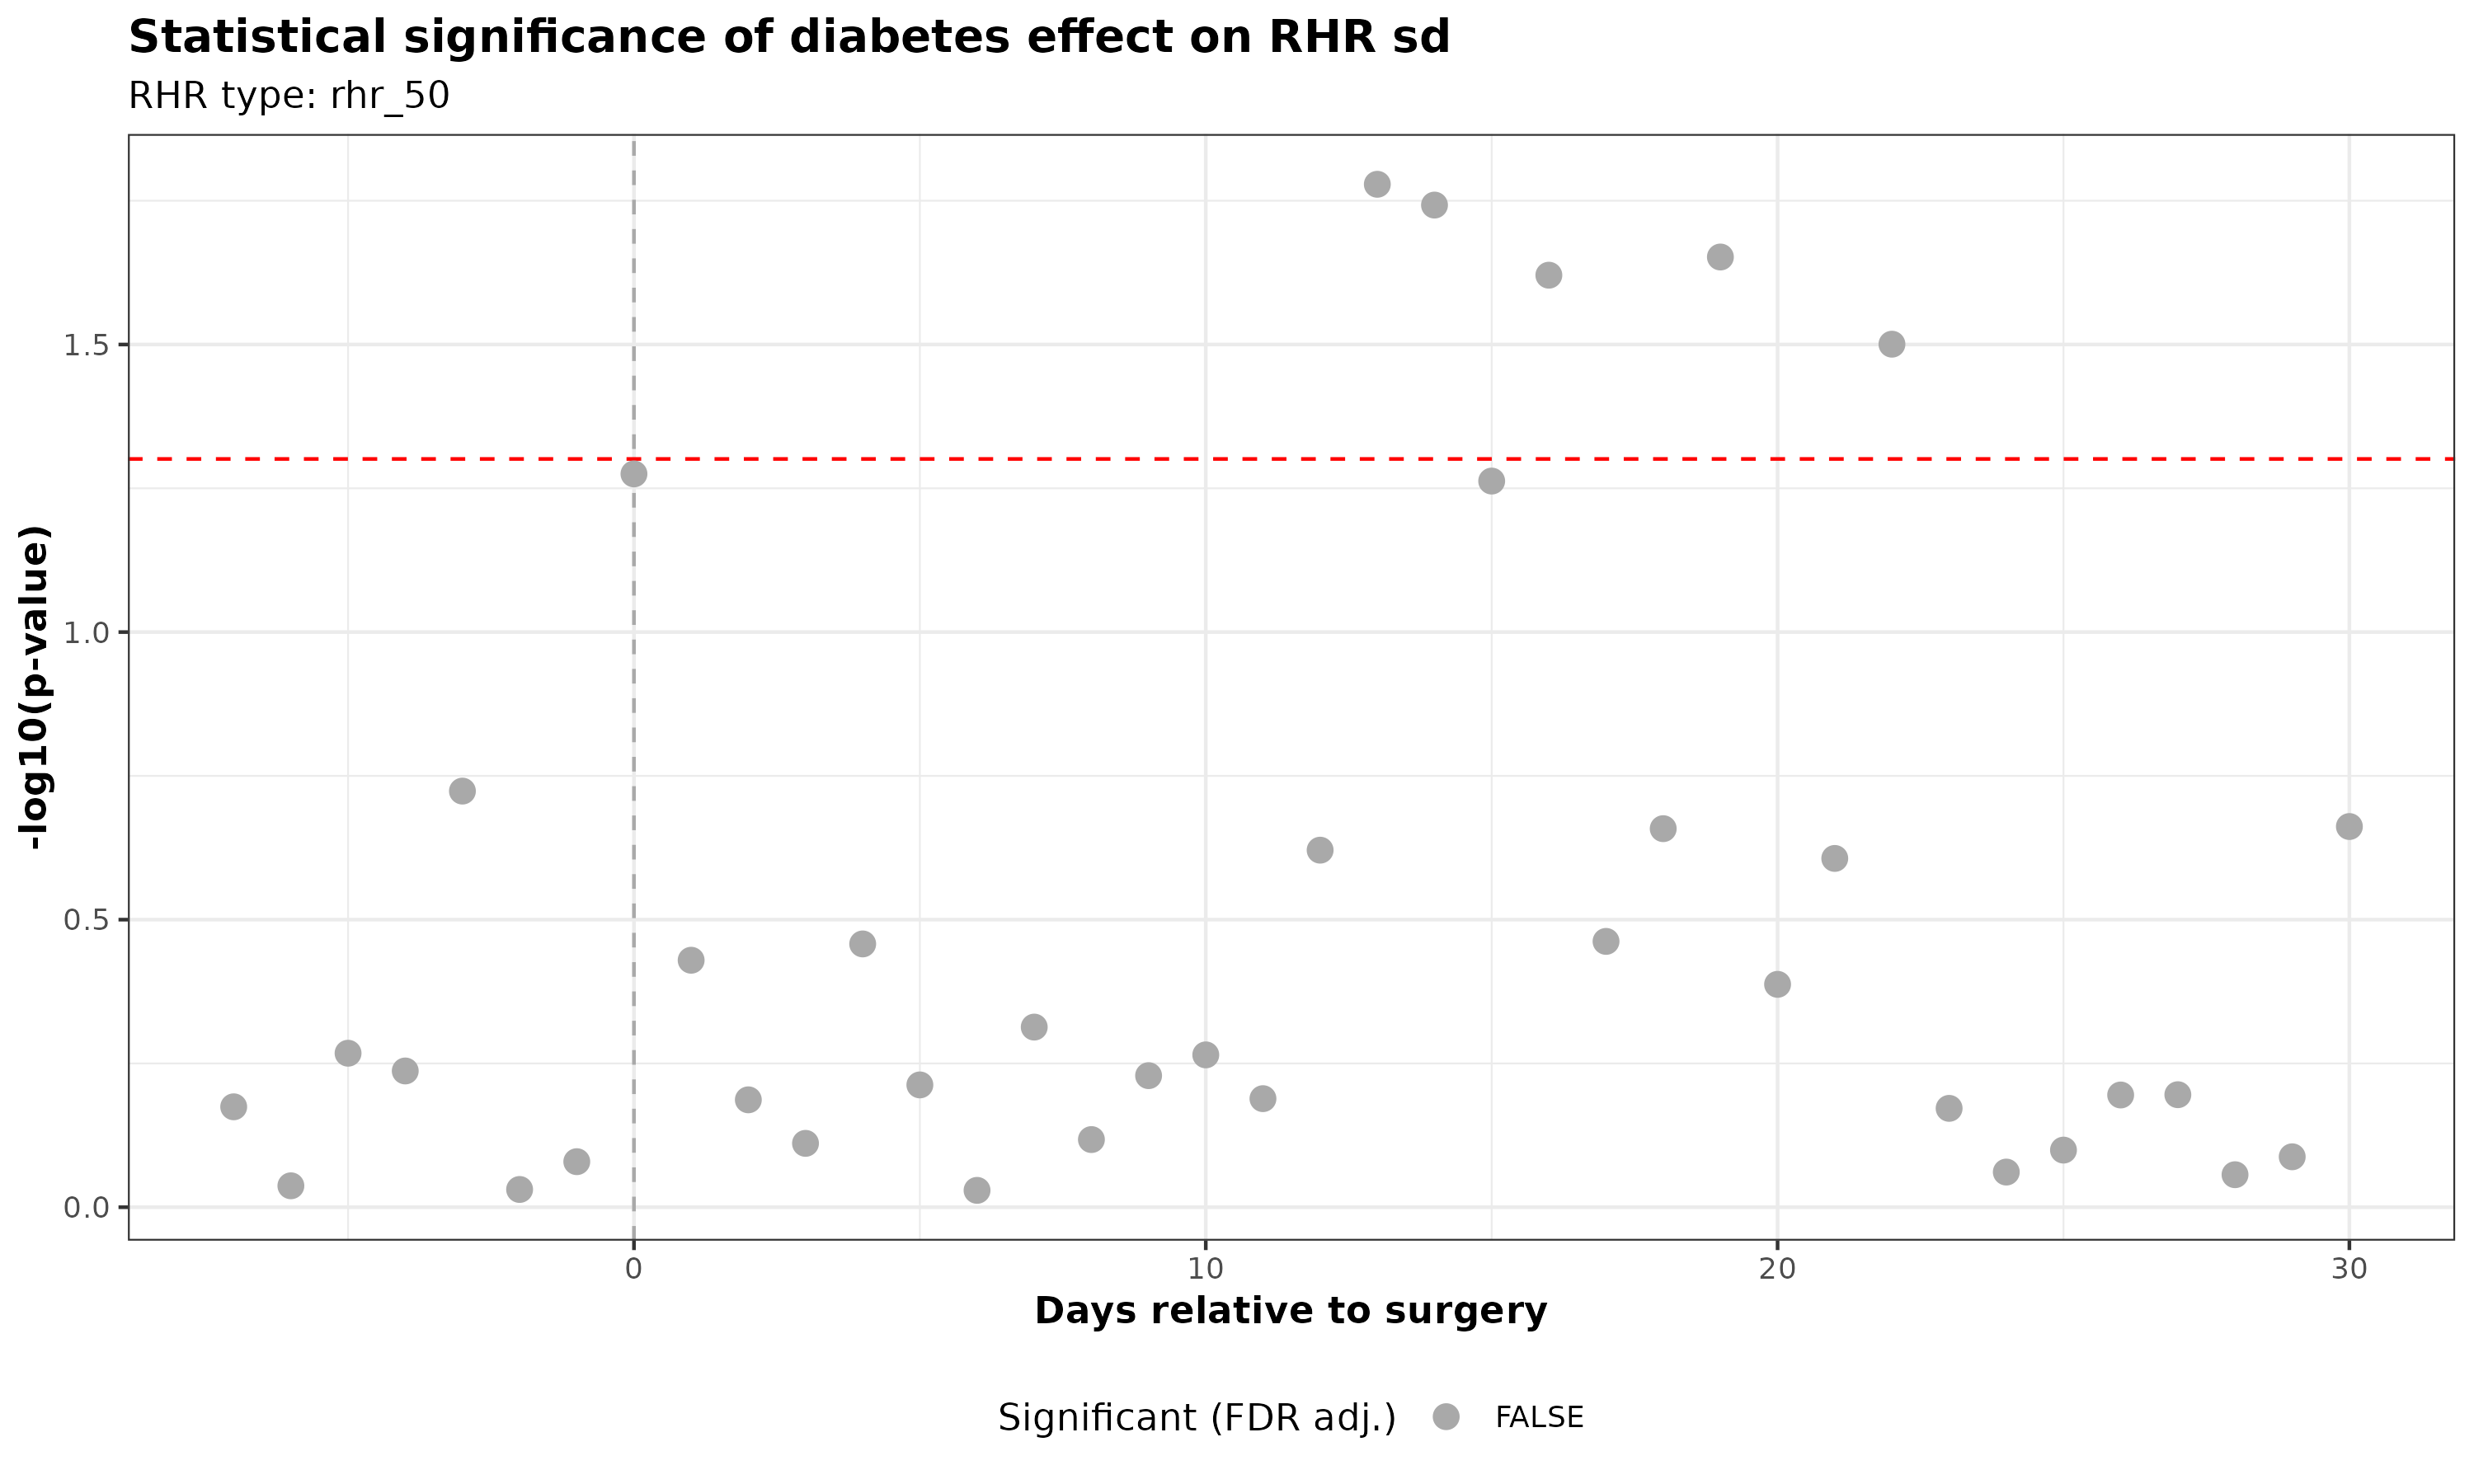 Statistical significance of diabetes effect on RHR sd
RHR type: rhr_50
-log10(p-value)
1.5
1.0
0.5
0.0
0 10 20 30
Days relative to surgery
Significant (FDR adj.) FALSE